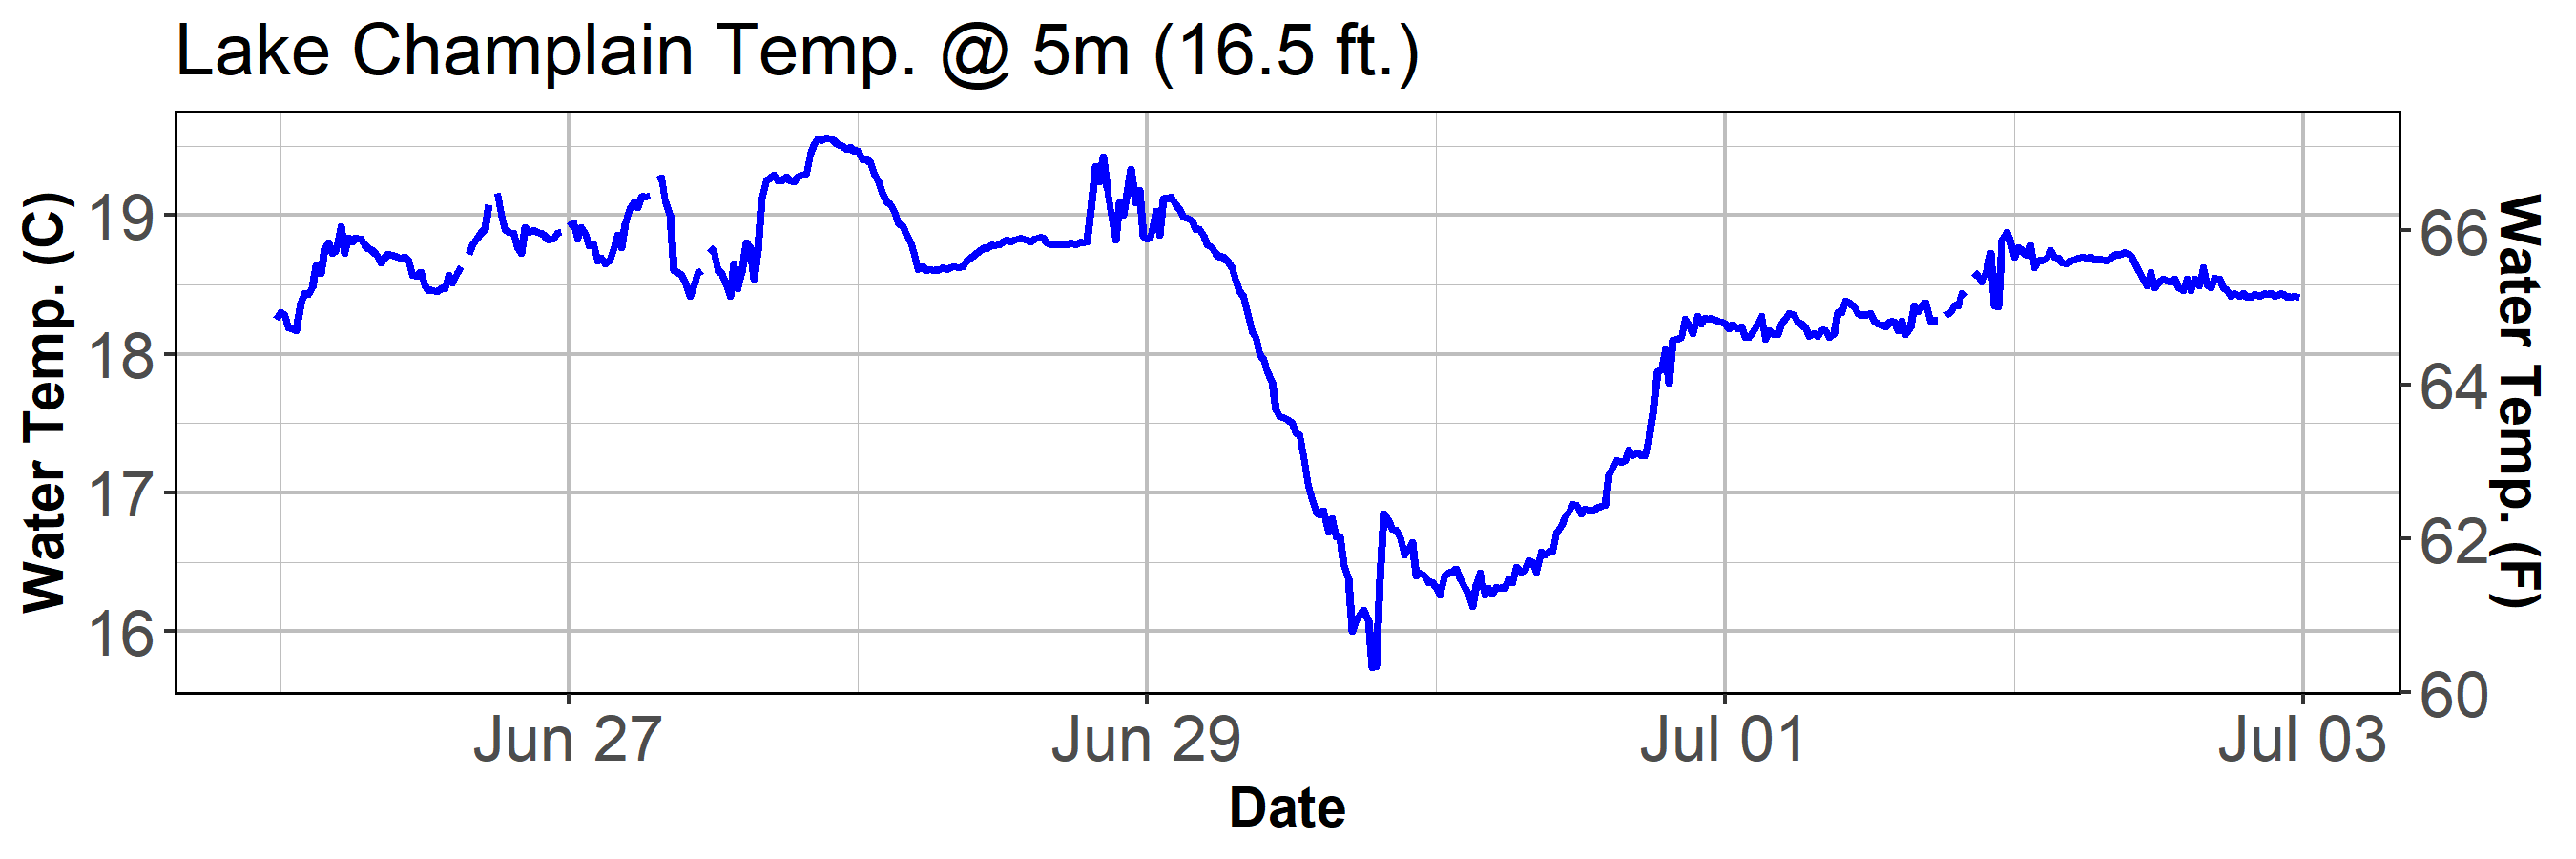 Lake Champlain Temp. @ 5m (16.5 ft.)
Water Temp. (C)
19
18
17
16
66
64
62
60
Water Temp. (F)
Jun 27
Jun 29
Jul 01
Jul 03
Date